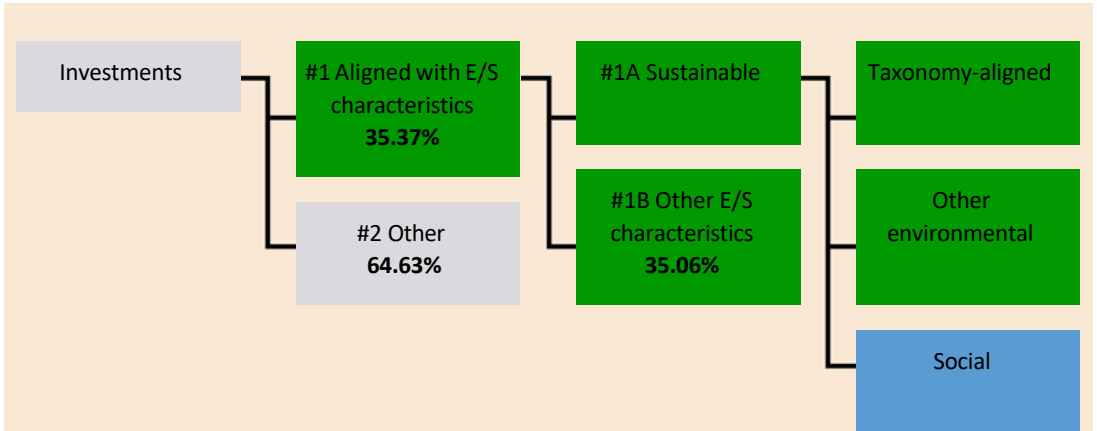 Investments
#1 Aligned with E/S
characteristics
35.37%
#2 Other
64.63%
#1A Sustainable
#1B Other E/S
characteristics
35.06%
Taxonomy-aligned
Other
environmental
Social